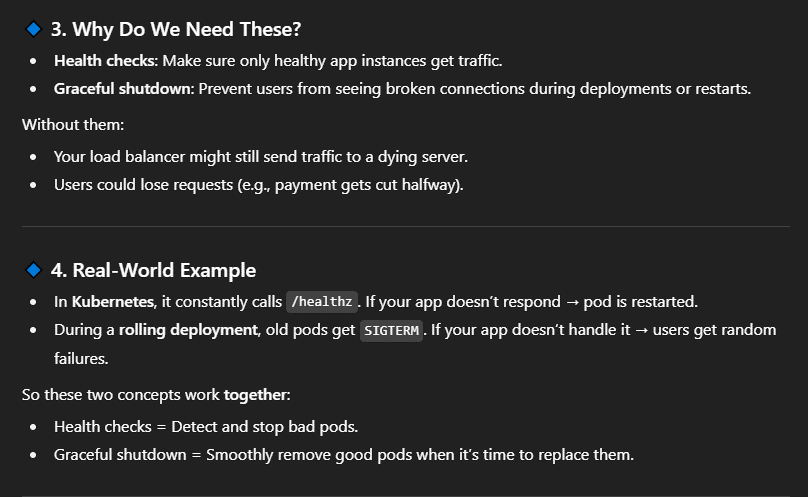 🔷 3. Why Do We Need These?
• Health checks: Make sure only healthy app instances get traffic.
• Graceful shutdown: Prevent users from seeing broken connections during deployments or restarts.
Without them:
• Your load balancer might still send traffic to a dying server.
• Users could lose requests (e.g., payment gets cut halfway).
🔷 4. Real-World Example
• In Kubernetes, it constantly calls /healthz. If your app doesn’t respond → pod is restarted.
• During a rolling deployment, old pods get SIGTERM. If your app doesn’t handle it → users get random
failures.
So these two concepts work together:
• Health checks = Detect and stop bad pods.
• Graceful shutdown = Smoothly remove good pods when it’s time to replace them.